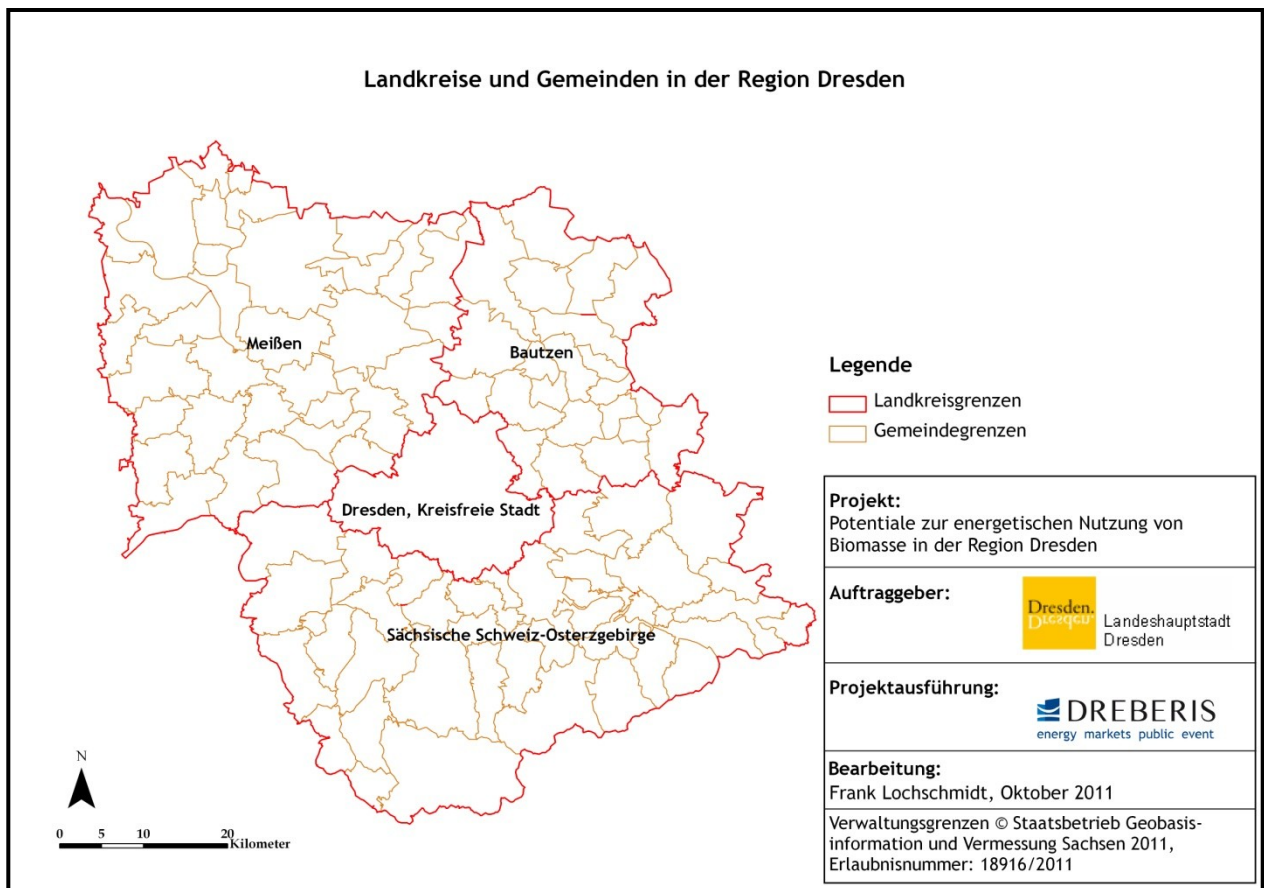 Landkreise und Gemeinden in der Region Dresden
Meißen
Bautzen
Dresden, Kreisfreie Stadt
Sächsische Schweiz-Osterzgebirge
N
0 5 10 20
Kilometer
Legende
Landkreisgrenzen
Gemeindegrenzen
Projekt:
Potentiale zur energetischen Nutzung von
Biomasse in der Region Dresden
Auftraggeber:
Dresden.
Dresden.
Landeshauptstadt
Dresden
Projektausführung:
DREBERIS
energy markets public event
Bearbeitung:
Frank Lochschmidt, Oktober 2011
Verwaltungsgrenzen © Staatsbetrieb Geobasis-
information und Vermessung Sachsen 2011,
Erlaubnisnummer: 18916/2011